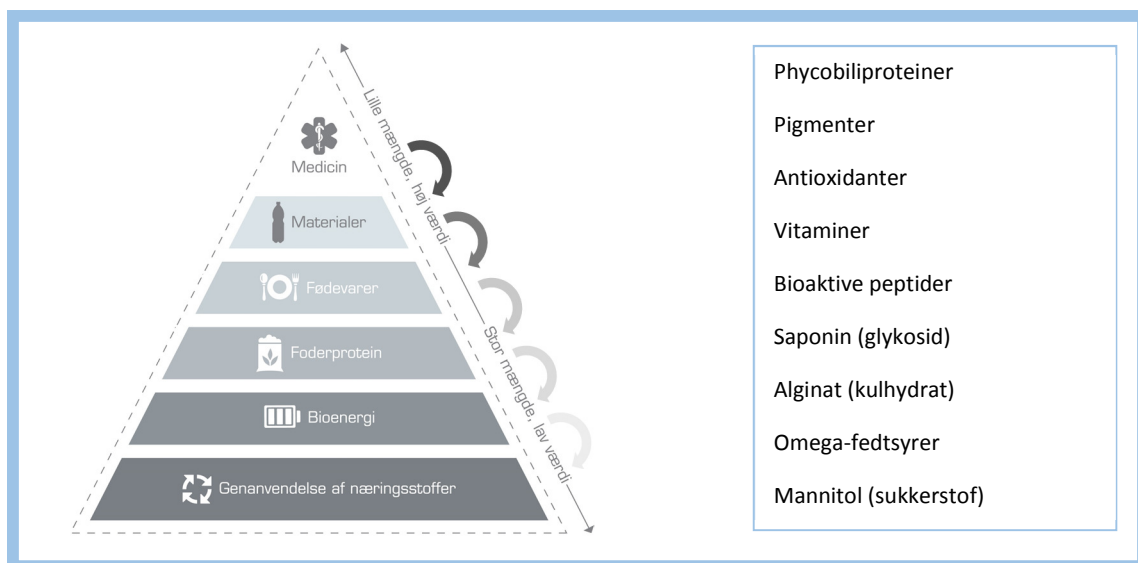 Medicin
Materialer
Fødevarer
Foderprotein
Bioenergi
Genanvendelse af næringsstoffer
Lille mængde, høj værdi
Stor mængde, lav værdi
Phycobiliproteiner
Pigmenter
Antioxidanter
Vitaminer
Bioaktive peptider
Saponin (glykosid)
Alginat (kulhydrat)
Omega-fedtsyrer
Mannitol (sukkerstof)